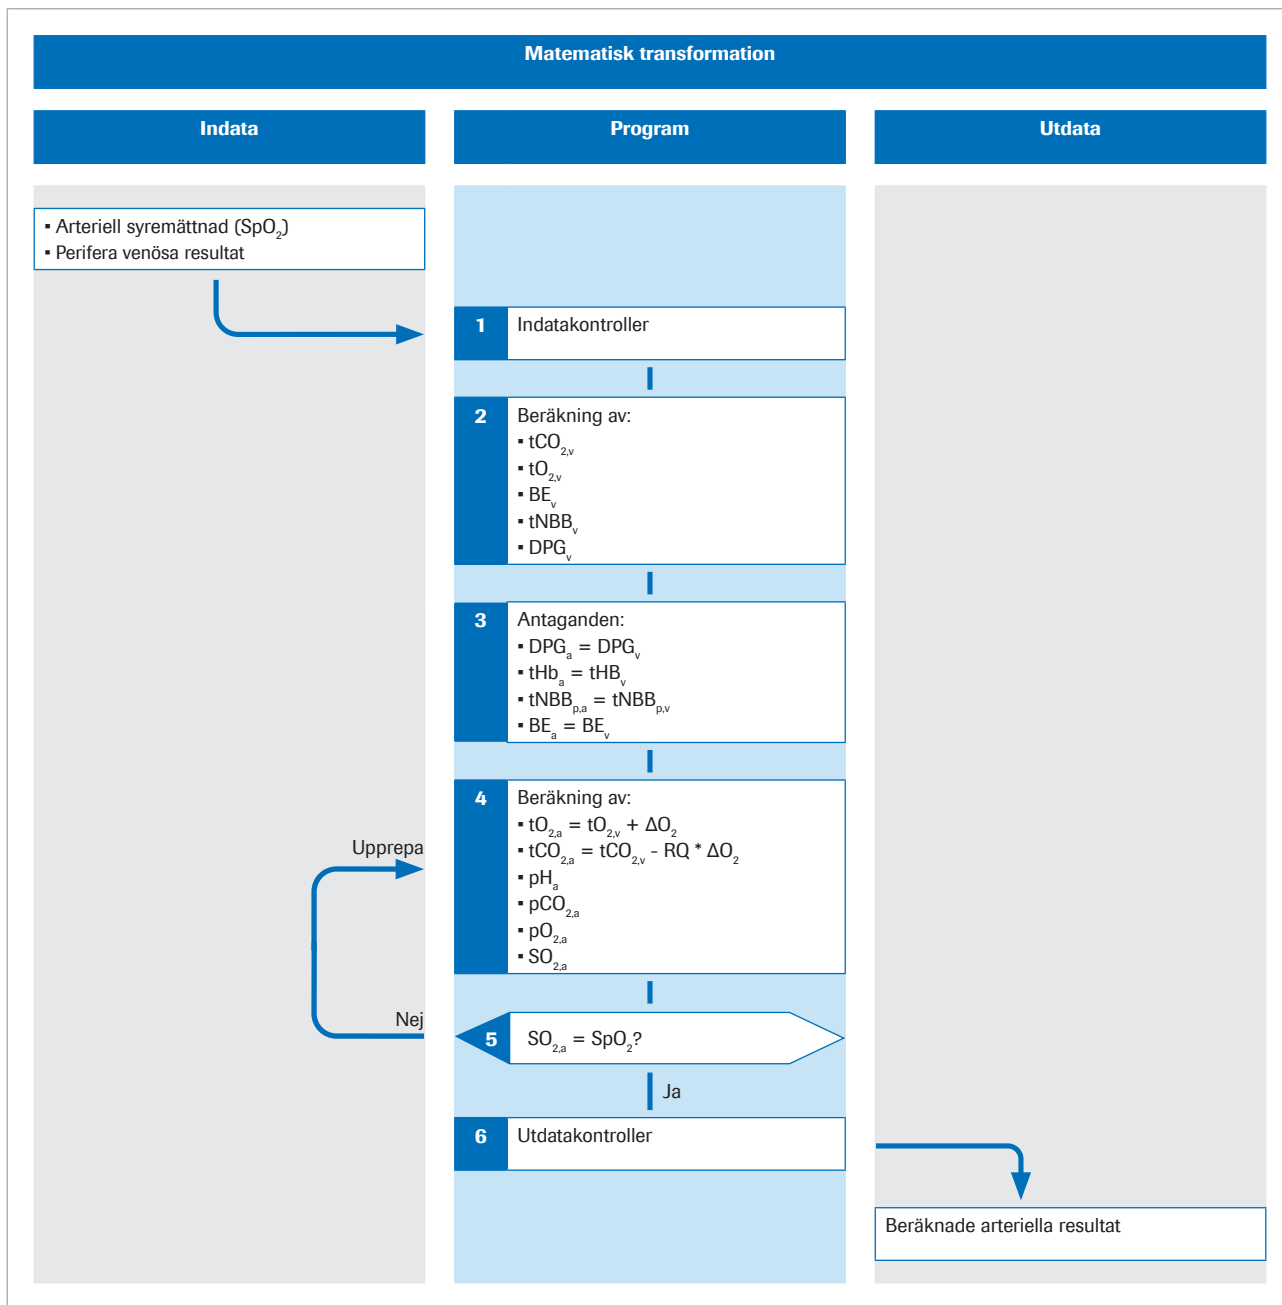 Matematisk transformation
Indata
Program
Utdata
▪ Arteriell syremättnad (SpO₂)
▪ Perifera venösa resultat
1 Indatakontroller
2 Beräkning av:
▪ tCO₂,ᵥ
▪ tO₂,ᵥ
▪ BEᵥ
▪ tNBBᵥ
▪ DPGᵥ
3 Antaganden:
▪ DPGₐ = DPGᵥ
▪ tHbₐ = tHBᵥ
▪ tNBBₚ,ₐ = tNBBₚ,ᵥ
▪ BEₐ = BEᵥ
4 Beräkning av:
▪ tO₂,ₐ = tO₂,ᵥ + ΔO₂
▪ tCO₂,ₐ = tCO₂,ᵥ - RQ * ΔO₂
▪ pHₐ
▪ pCO₂,ₐ
▪ pO₂,ₐ
▪ SO₂,ₐ
Upprepa
Nej
5 SO₂,ₐ = SpO₂?
Ja
6 Utdatakontroller
Beräknade arteriella resultat